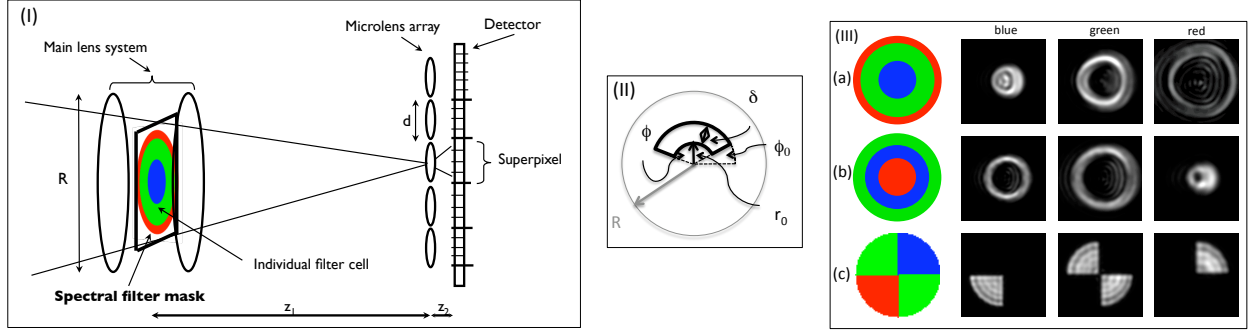 (I)
Main lens system
Microlens array
Detector
R
d
Superpixel
Individual filter cell
Spectral filter mask
z1
z2
(II)
δ
ϕ
ϕ0
r0
R
(III)
blue
green
red
(a)
(b)
(c)